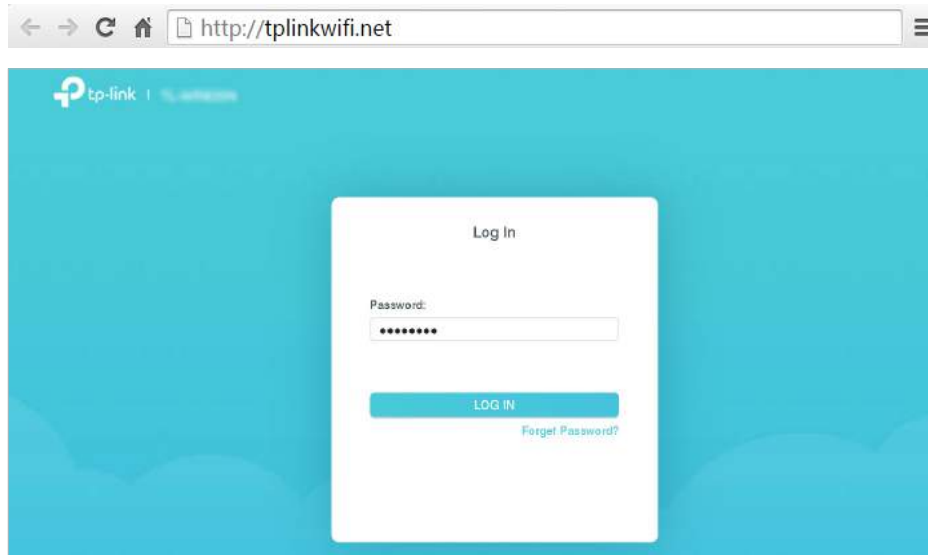 http://tplinkwifi.net
tp-link |
Log In
Password:
LOG IN
Forget Password?